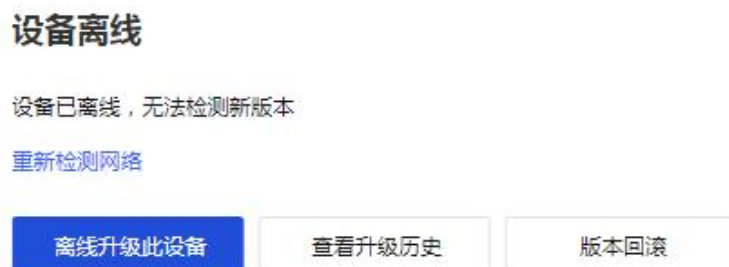 设备离线
设备已离线，无法检测新版本
重新检测网络
离线升级此设备 查看升级历史 版本回滚